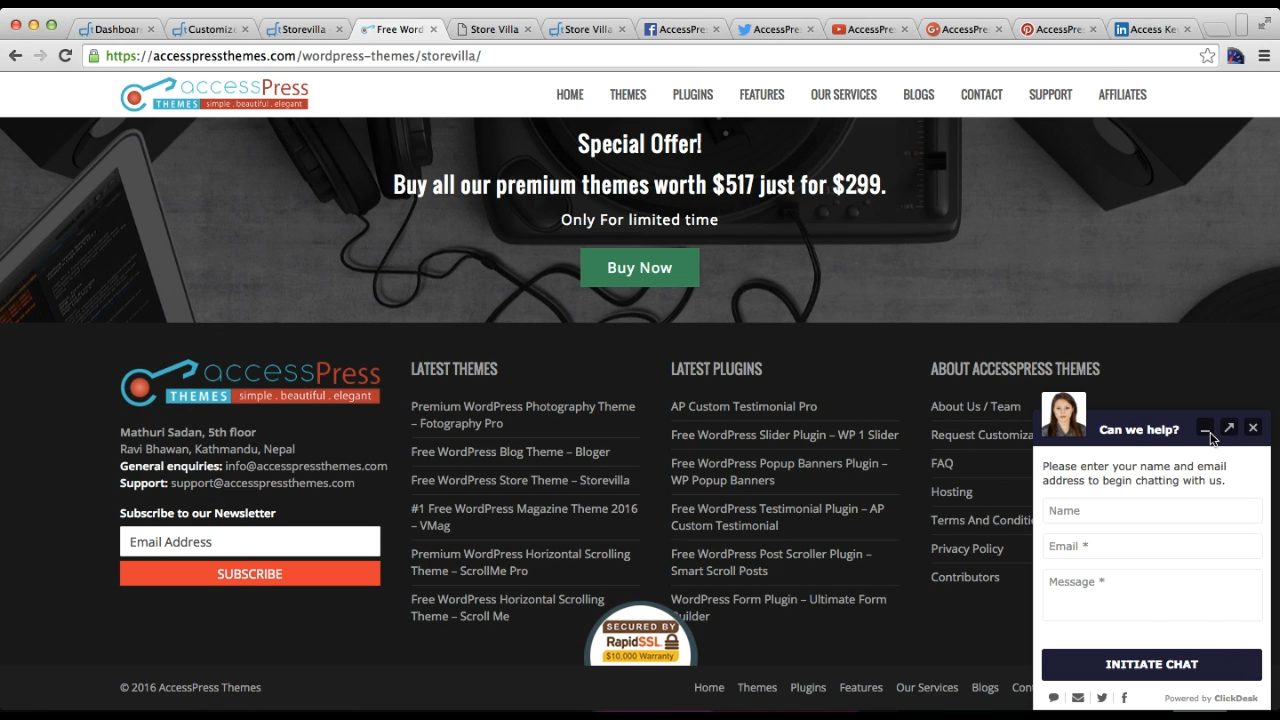 Dashboar
Customize
Storevilla
Free Word
Store Villa
Store Villa
AccessPre
AccessPre
AccessPre
AccessPre
AccessPre
Access Ke
https://accesspressthemes.com/wordpress-themes/storevilla/
accessPress
THEMES simple . beautiful . elegant
HOME THEMES PLUGINS FEATURES OUR SERVICES BLOGS CONTACT SUPPORT AFFILIATES
Special Offer!
Buy all our premium themes worth $517 just for $299.
Only For limited time
Buy Now
accessPress
THEMES simple . beautiful . elegant
Mathuri Sadan, 5th floor
Ravi Bhawan, Kathmandu, Nepal
General enquiries: info@accesspressthemes.com
Support: support@accesspressthemes.com
Subscribe to our Newsletter
Email Address
SUBSCRIBE
LATEST THEMES
Premium WordPress Photography Theme
– Fotography Pro
Free WordPress Blog Theme – Bloger
Free WordPress Store Theme – Storevilla
#1 Free WordPress Magazine Theme 2016
– VMag
Premium WordPress Horizontal Scrolling
Theme – ScrollMe Pro
Free WordPress Horizontal Scrolling
Theme – Scroll Me
LATEST PLUGINS
AP Custom Testimonial Pro
Free WordPress Slider Plugin – WP 1 Slider
Free WordPress Popup Banners Plugin –
WP Popup Banners
Free WordPress Testimonial Plugin – AP
Custom Testimonial
Free WordPress Post Scroller Plugin –
Smart Scroll Posts
WordPress Form Plugin – Ultimate Form
uilder
SECURED BY
RapidSSL
$10,000 Warranty
ABOUT ACCESSPRESS THEMES
About Us / Team
Request Customiza
FAQ
Hosting
Terms And Conditio
Privacy Policy
Contributors
Can we help?
Please enter your name and email
address to begin chatting with us.
Name
Email *
Message *
INITIATE CHAT
Powered by ClickDesk
© 2016 AccessPress Themes
Home Themes Plugins Features Our Services Blogs Con